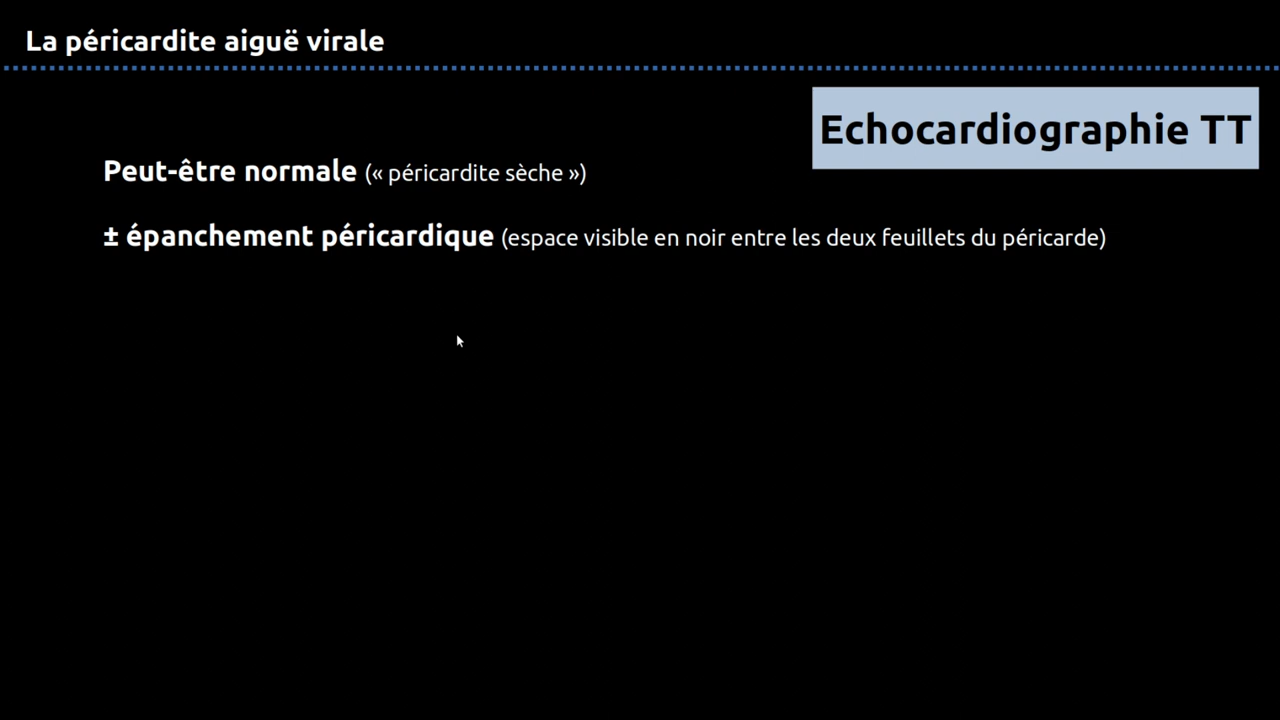 La péricardite aiguë virale
Echocardiographie TT
Peut-être normale (« péricardite sèche »)
± épanchement péricardique (espace visible en noir entre les deux feuillets du péricarde)